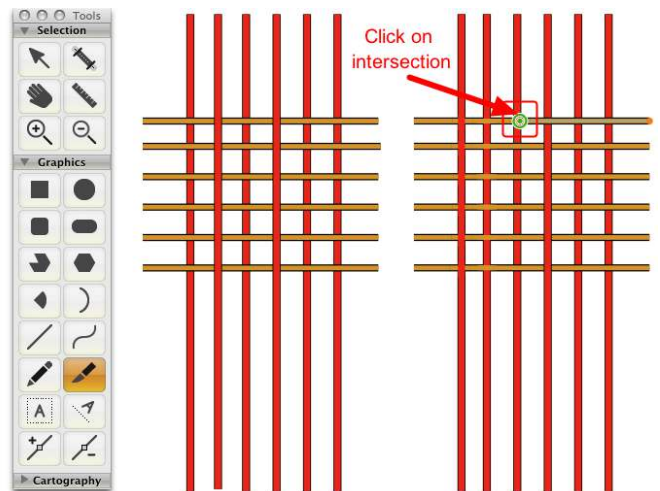 Tools
Selection
Graphics
A
A
Cartography
Click on
intersection